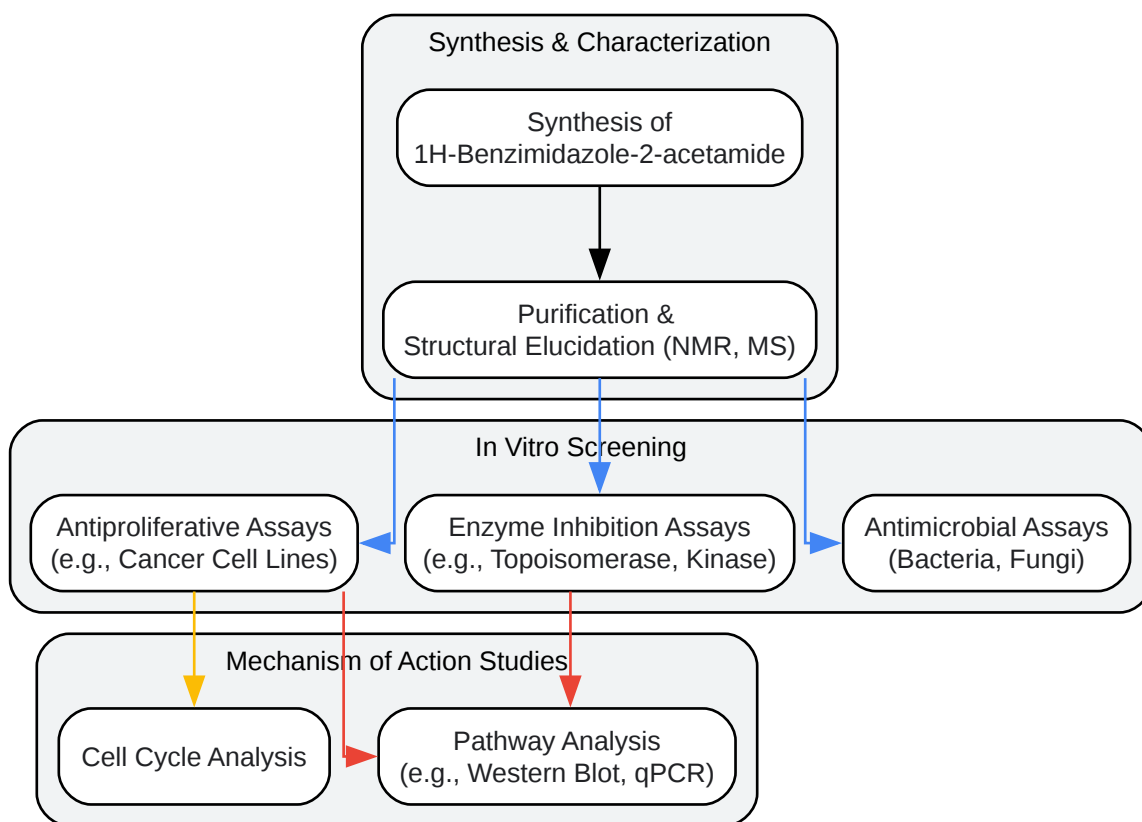 Synthesis & Characterization
Synthesis of
1H-Benzimidazole-2-acetamide
Purification &
Structural Elucidation (NMR, MS)
In Vitro Screening
Antiproliferative Assays
(e.g., Cancer Cell Lines)
Enzyme Inhibition Assays
(e.g., Topoisomerase, Kinase)
Antimicrobial Assays
(Bacteria, Fungi)
Mechanism of Action Studies
Cell Cycle Analysis
Pathway Analysis
(e.g., Western Blot, qPCR)